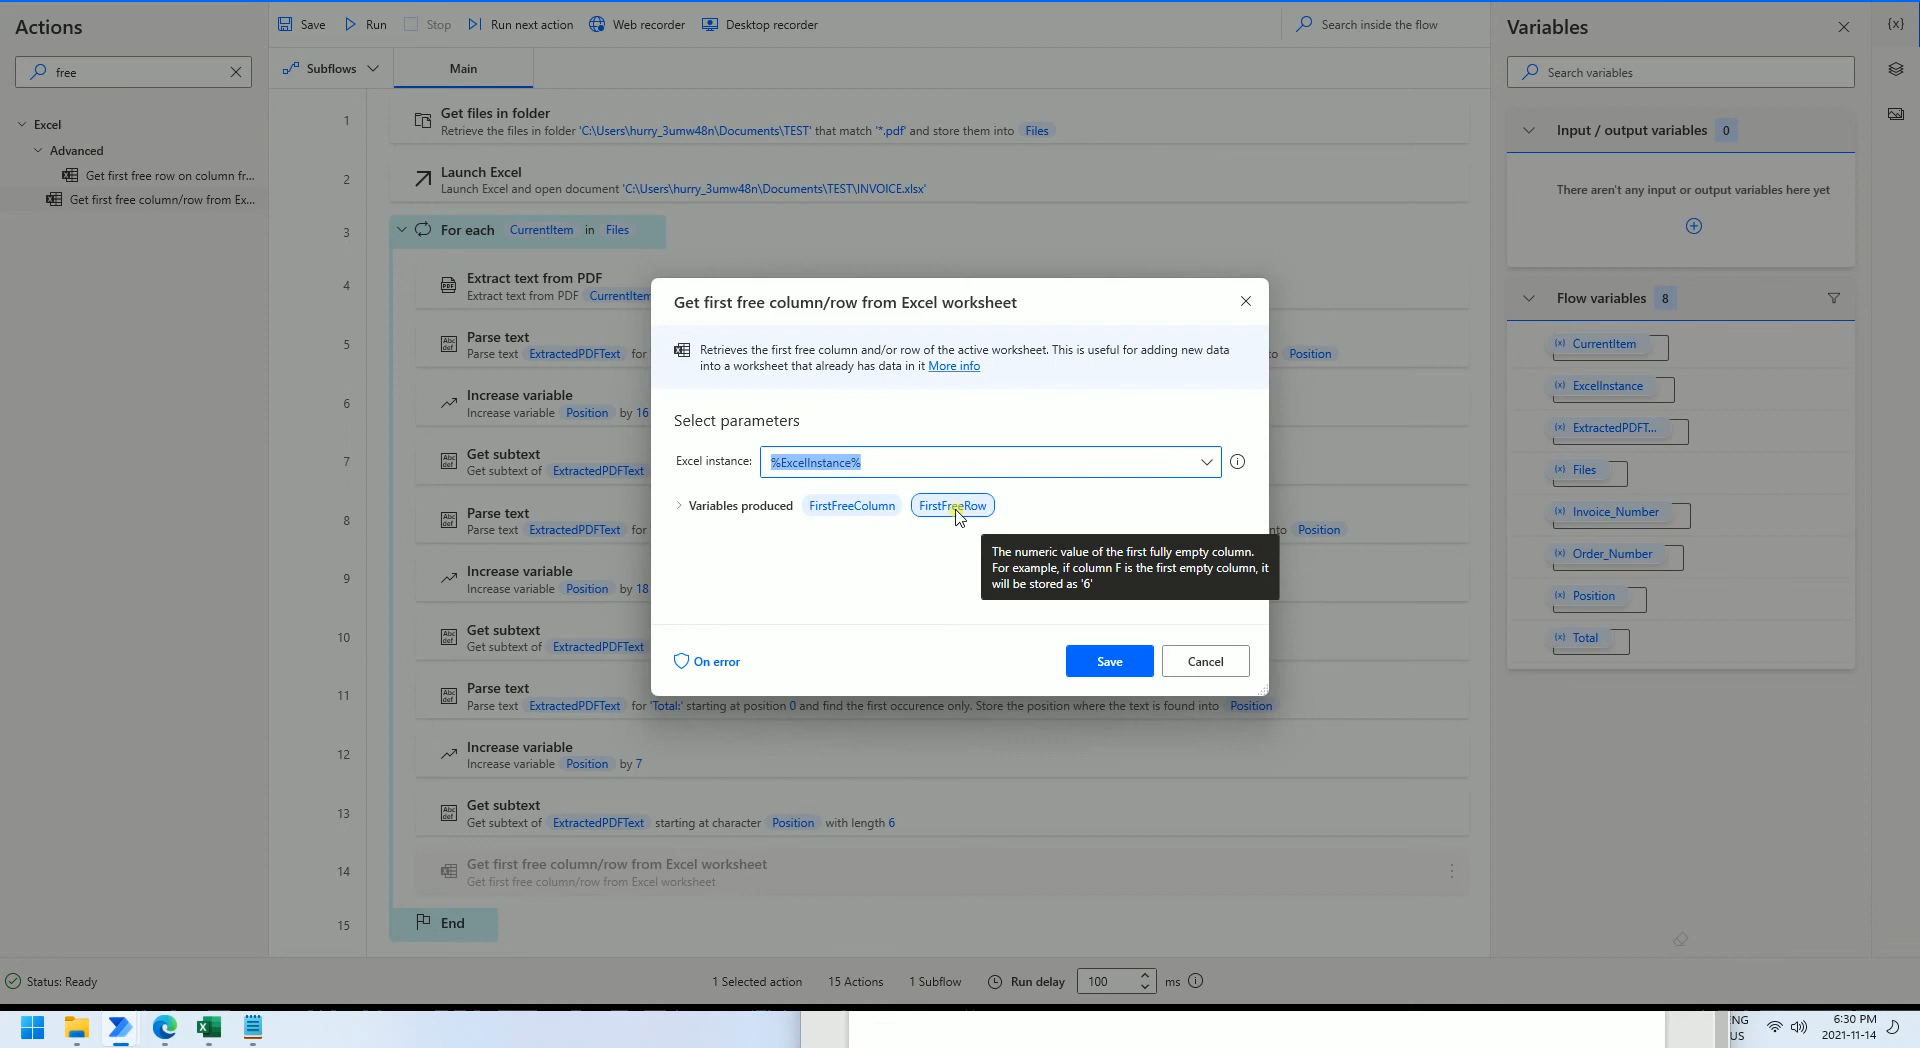 Actions
free
Excel
Advanced
Get first free row on column fr...
Get first free column/row from Ex...
Save
Run
Stop
Run next action
Web recorder
Desktop recorder
Search inside the flow
Subflows
Main
1
Get files in folder
Retrieve the files in folder 'C:\Users\hurry_3umw48n\Documents\TEST' that match '*.pdf' and store them into Files
2
Launch Excel
Launch Excel and open document 'C:\Users\hurry_3umw48n\Documents\TEST\INVOICE.xlsx'
3
For each CurrentItem in Files
4
Extract text from PDF
Extract text from PDF CurrentItem
5
Parse text
Parse text ExtractedPDFText for
Position
6
Increase variable
Increase variable Position by 16
7
Get subtext
Get subtext of ExtractedPDFText
8
Parse text
Parse text ExtractedPDFText for
Position
9
Increase variable
Increase variable Position by 18
10
Get subtext
Get subtext of ExtractedPDFText
11
Parse text
Parse text ExtractedPDFText for 'Total:' starting at position 0 and find the first occurence only. Store the position where the text is found into Position
12
Increase variable
Increase variable Position by 7
13
Get subtext
Get subtext of ExtractedPDFText starting at character Position with length 6
14
Get first free column/row from Excel worksheet
Get first free column/row from Excel worksheet
15
End
Get first free column/row from Excel worksheet
Retrieves the first free column and/or row of the active worksheet. This is useful for adding new data
into a worksheet that already has data in it More info
Select parameters
Excel instance: %ExcelInstance%
Variables produced FirstFreeColumn FirstFreeRow
The numeric value of the first fully empty column.
For example, if column F is the first empty column, it
will be stored as '6'
On error
Save
Cancel
Variables
{x}
Search variables
Input / output variables 0
There aren't any input or output variables here yet
Flow variables 8
(x) CurrentItem
(x) ExcelInstance
(x) ExtractedPDFT...
(x) Files
(x) Invoice_Number
(x) Order_Number
(x) Position
(x) Total
Status: Ready
1 Selected action
15 Actions
1 Subflow
Run delay
100
ms
NG
US
6:30 PM
2021-11-14